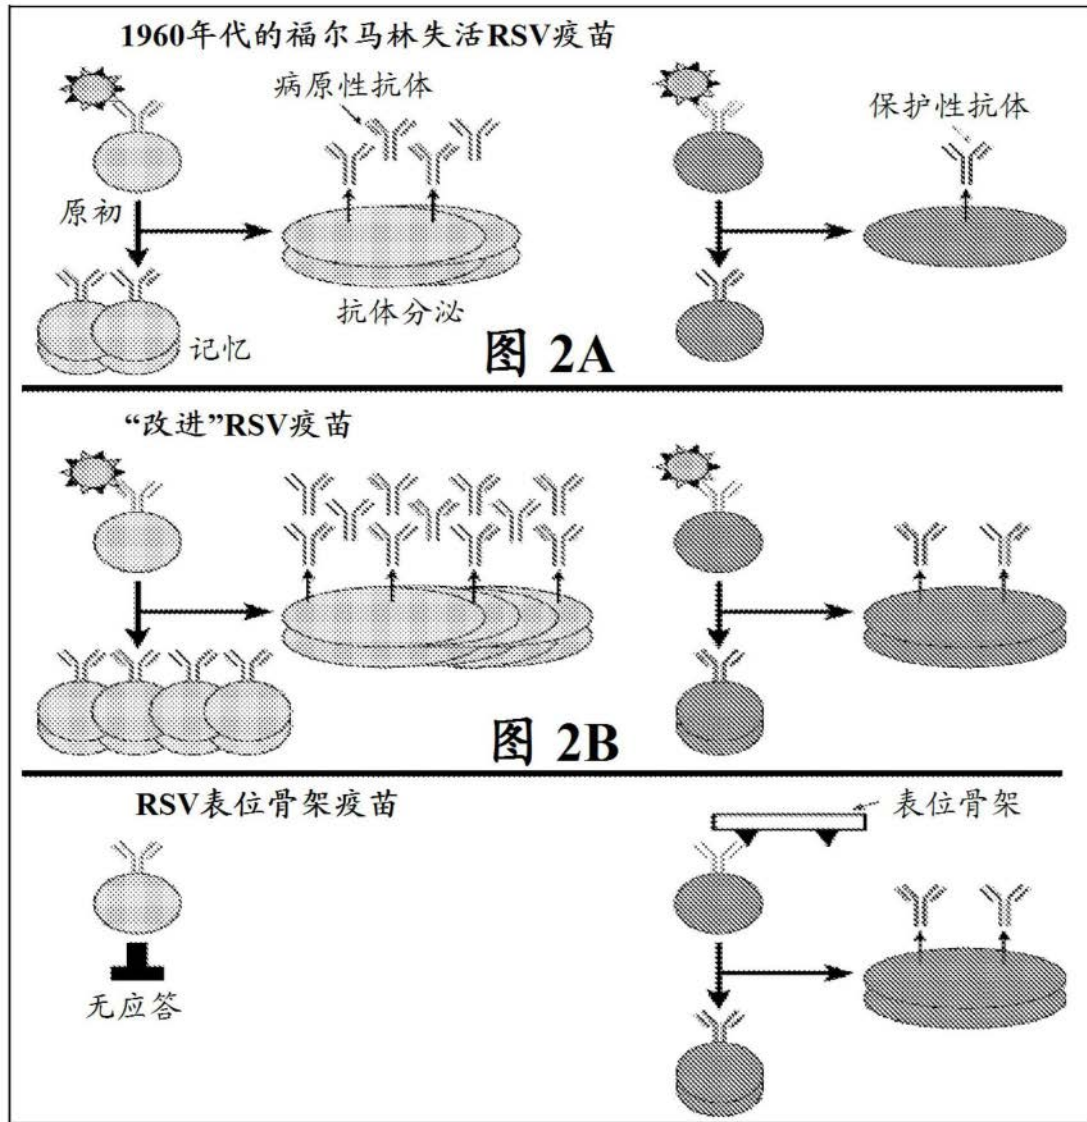 1960年代的福尔马林失活RSV疫苗
病原性抗体
保护性抗体
原初
抗体分泌
记忆
图 2A
“改进”RSV疫苗
图 2B
RSV表位骨架疫苗
表位骨架
无应答